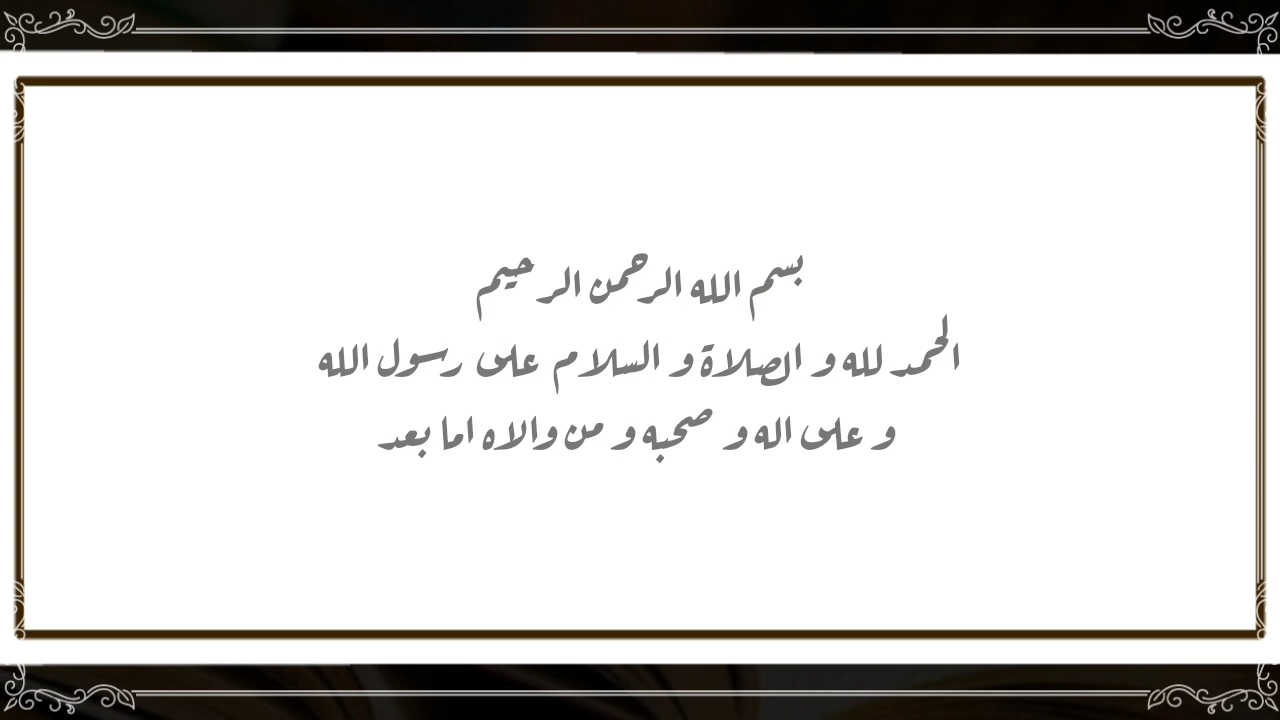 بسم الله الرحمن الرحيم
الحمد لله و الصلاة و السلام على رسول الله
و على اله و صحبه و من والاه اما بعد